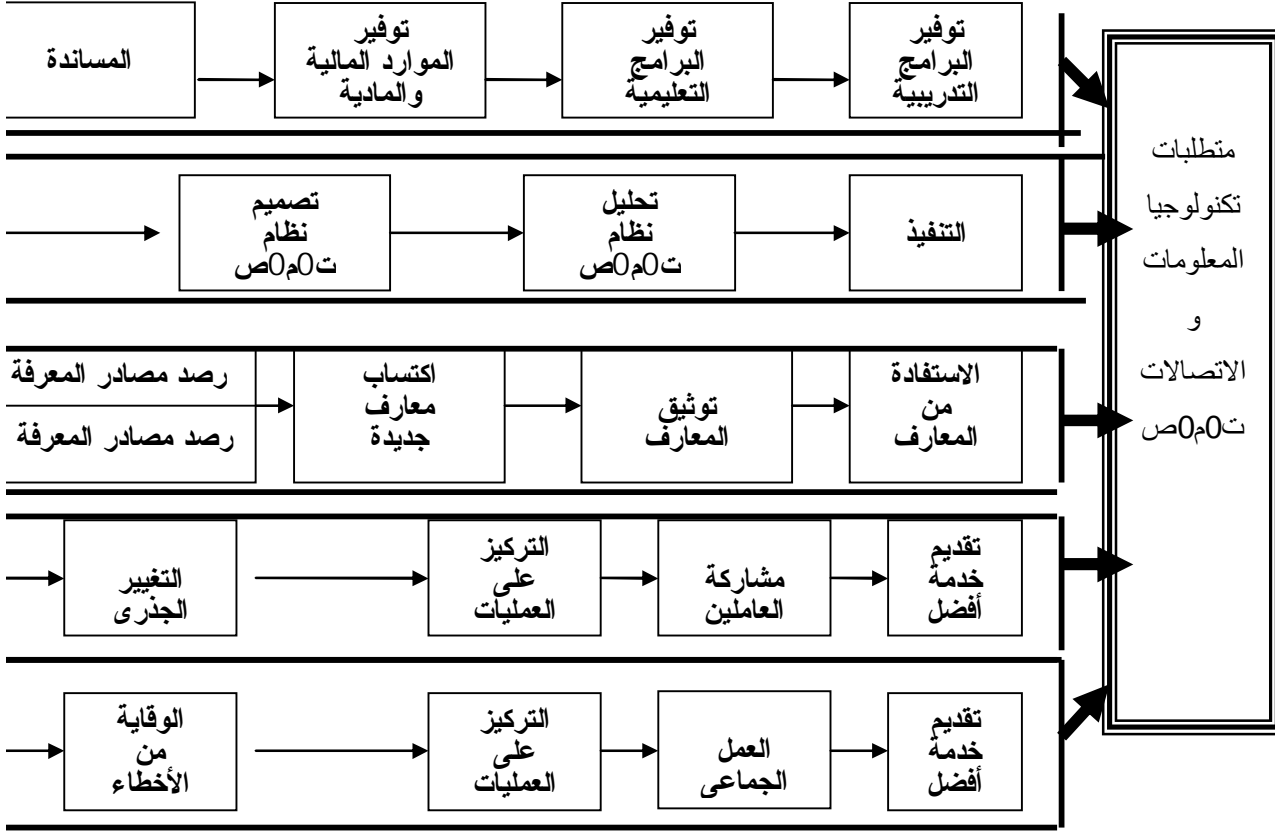 المساندة
توفير
الموارد المالية
والمادية
توفير
البرامج
التعليمية
توفير
البرامج
التدريبية
تصميم
نظام
ت0م0ص
تحليل
نظام
ت0م0ص
التنفيذ
رصد مصادر المعرفة
رصد مصادر المعرفة
اكتساب
معارف
جديدة
توثيق
المعارف
الاستفادة
من
المعارف
التغيير
الجذرى
التركيز
على
العمليات
مشاركة
العاملين
تقديم
خدمة
أفضل
الوقاية
من
الأخطاء
التركيز
على
العمليات
العمل
الجماعى
تقديم
خدمة
أفضل
متطلبات
تكنولوجيا
المعلومات
و
الاتصالات
ت0م0ص